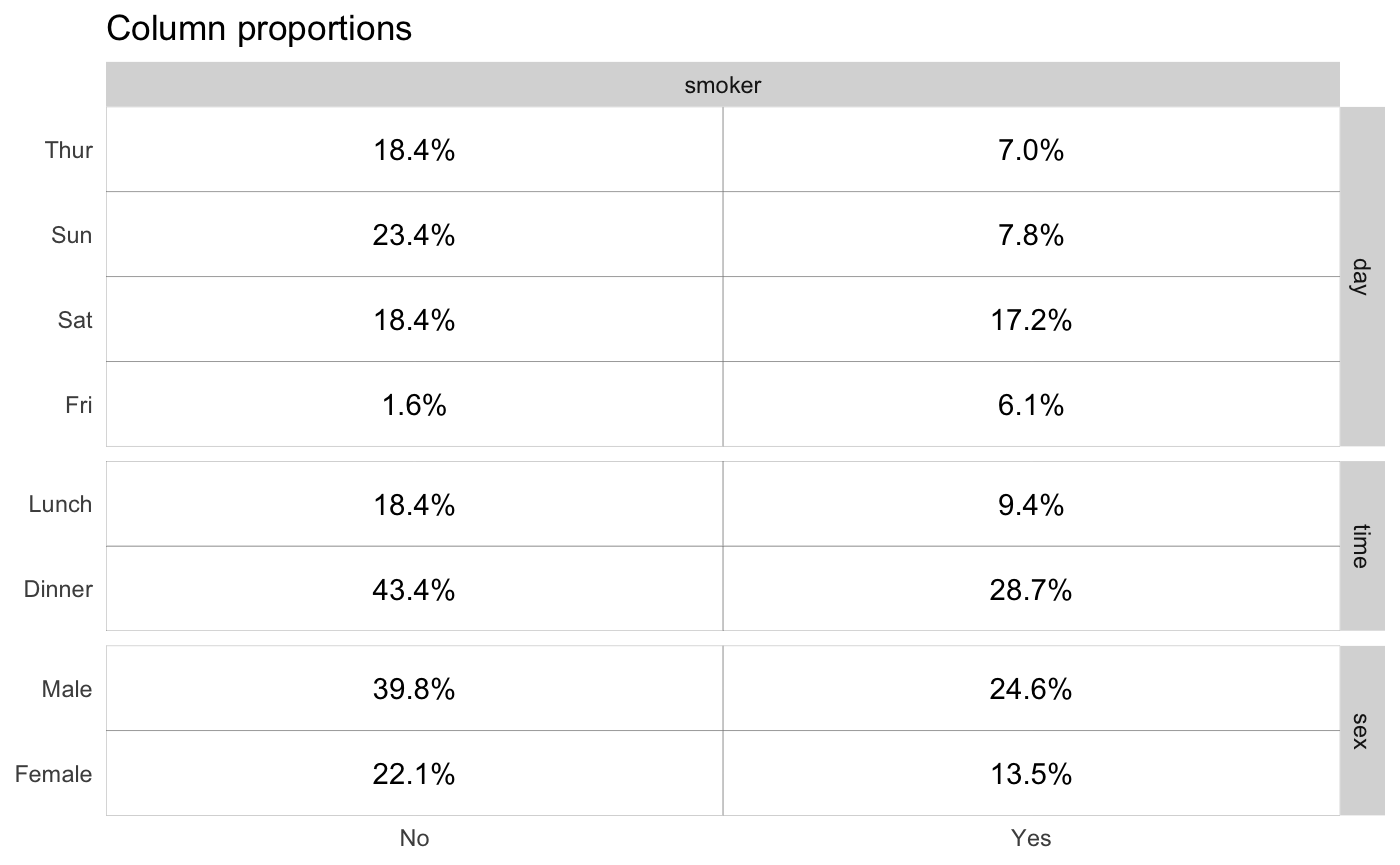 Column proportions
smoker
Thur 18.4% 7.0%
Sun 23.4% 7.8%
Sat 18.4% 17.2%
Fri 1.6% 6.1%
day
Lunch 18.4% 9.4%
Dinner 43.4% 28.7%
time
Male 39.8% 24.6%
Female 22.1% 13.5%
sex
No Yes